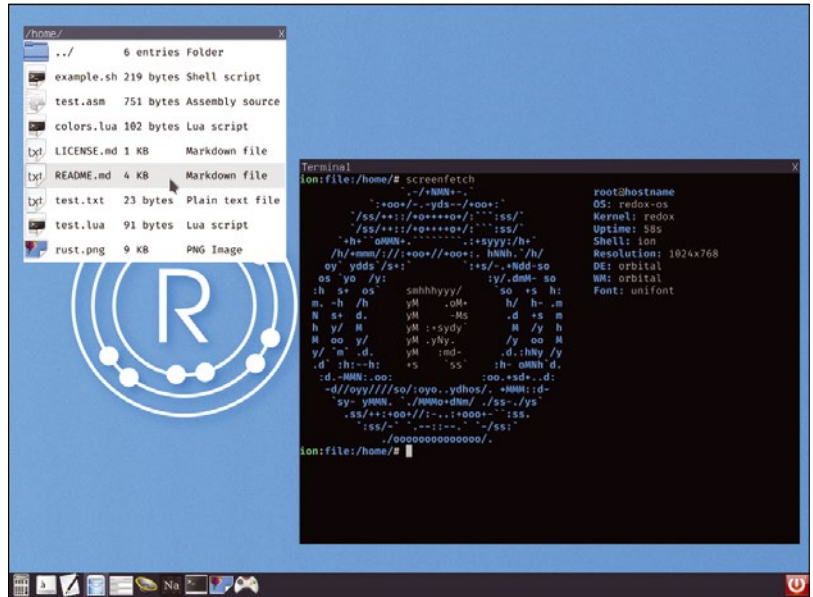 /home/ X
../ 6 entries Folder
example.sh 219 bytes Shell script
test.asm 751 bytes Assembly source
colors.lua 102 bytes Lua script
LICENSE.md 1 KB Markdown file
README.md 4 KB Markdown file
test.txt 23 bytes Plain text file
test.lua 91 bytes Lua script
rust.png 9 KB PNG Image
txt
txt
txt
R
Terminal X
ion:file:/home/# screenfetch
root@hostname
OS: redox-os
Kernel: redox
Uptime: 58s
Shell: ion
Resolution: 1024x768
DE: orbital
WM: orbital
Font: unifont
ion:file:/home/#
Na